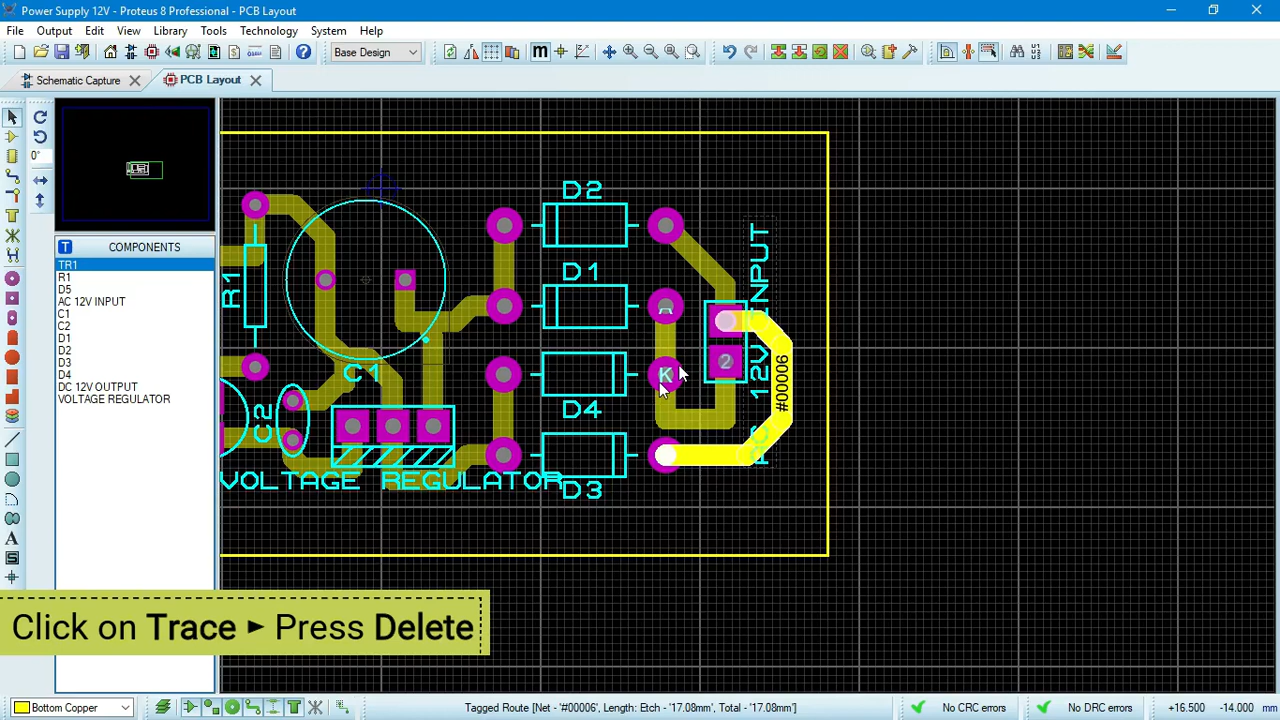 Power Supply 12V - Proteus 8 Professional - PCB Layout
File Output Edit View Library Tools Technology System Help
Base Design
m
Schematic Capture
PCB Layout
0°
T COMPONENTS
TR1
R1
D5
AC 12V INPUT
C1
C2
D1
D2
D3
D4
DC 12V OUTPUT
VOLTAGE REGULATOR
D2
D1
R1
C1
A
K
2
#00006
C2
D4
VOLTAGE REGULATOR
D3
Click on Trace ► Press Delete
Bottom Copper
Tagged Route [Net - '#00006', Length: Etch - '17.08mm', Total - '17.08mm']
No CRC errors
No DRC errors
+16.500
-14.000
mm